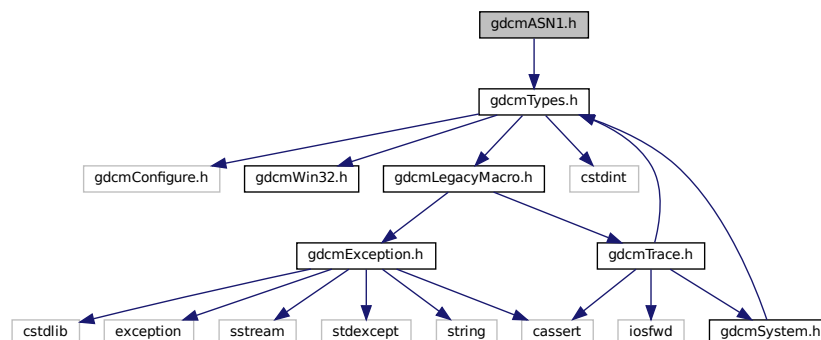 gdcmASN1.h
gdcmTypes.h
gdcmConfigure.h
gdcmWin32.h
gdcmLegacyMacro.h
cstdint
gdcmException.h
gdcmTrace.h
cstdlib
exception
sstream
stdexcept
string
cassert
iosfwd
gdcmSystem.h